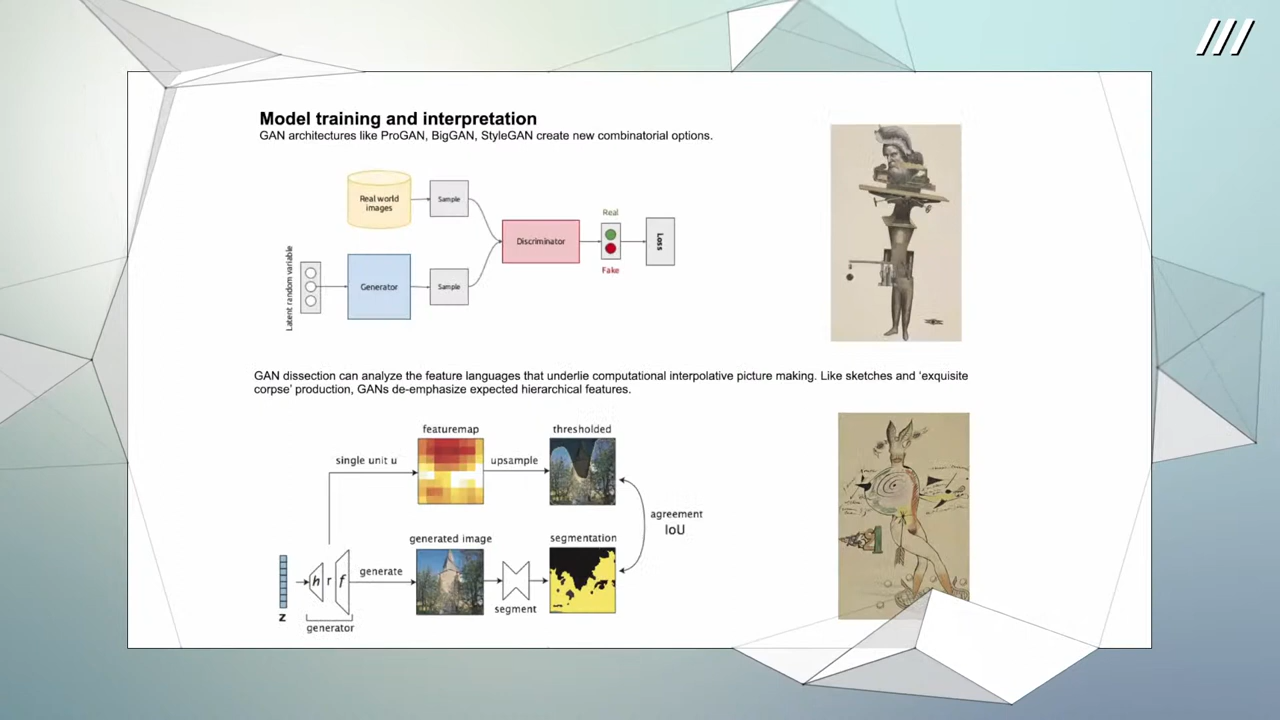 Model training and interpretation
GAN architectures like ProGAN, BigGAN, StyleGAN create new combinatorial options.
Real world
images
Sample
Real
Discriminator
Loss
Fake
Latent random variable
Generator
Sample
GAN dissection can analyze the feature languages that underlie computational interpolative picture making. Like sketches and ‘exquisite
corpse’ production, GANs de-emphasize expected hierarchical features.
featuremap
thresholded
single unit u
upsample
agreement
IoU
generated image
segmentation
h r f
generate
segment
z
generator